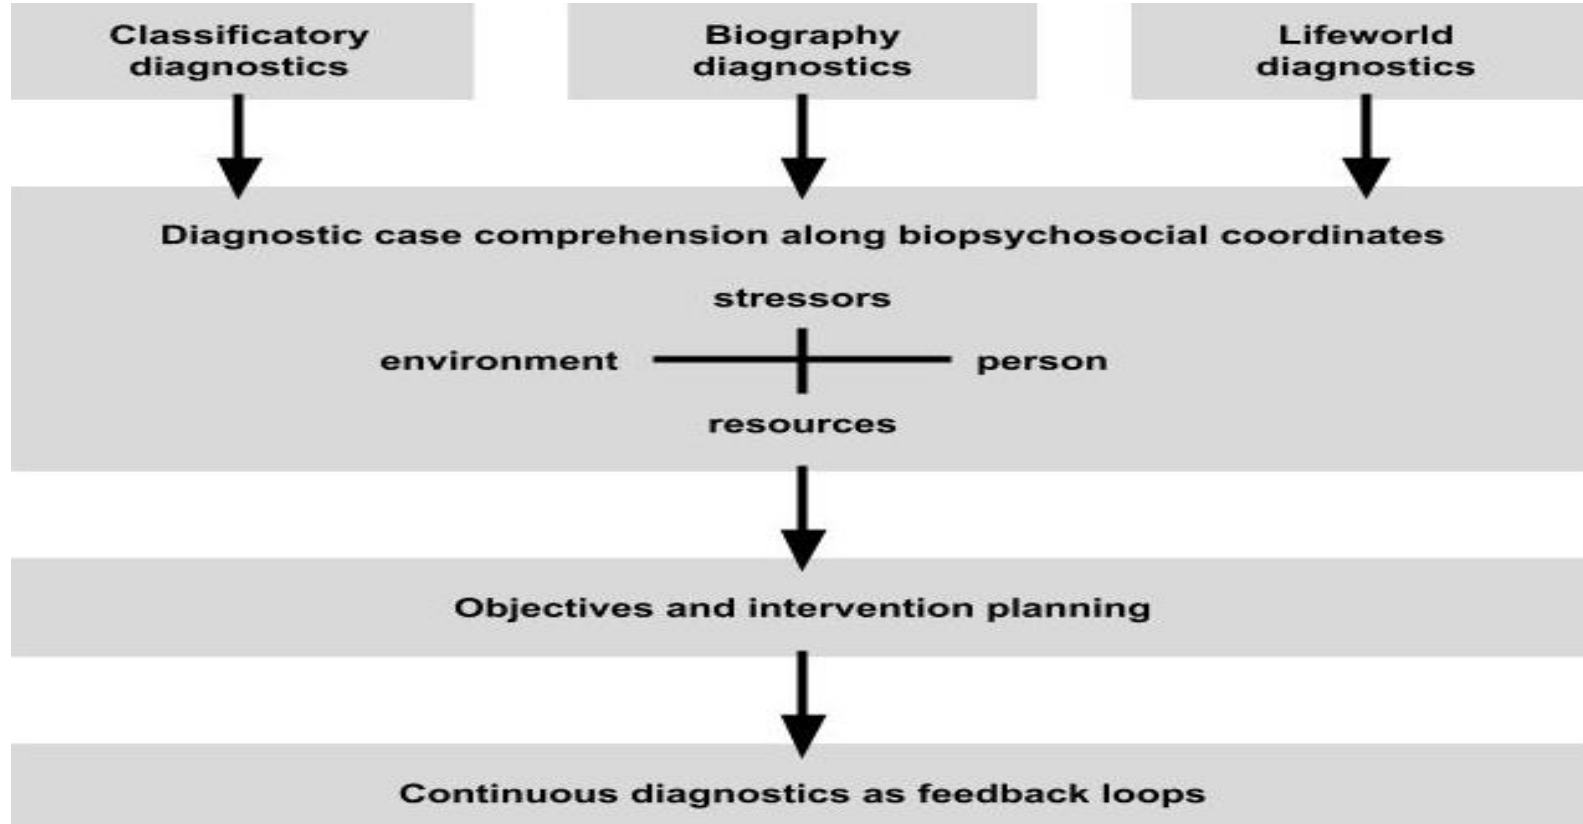 Classificatory
diagnostics
Biography
diagnostics
Lifeworld
diagnostics
Diagnostic case comprehension along biopsychosocial coordinates
stressors
environment person
resources
Objectives and intervention planning
Continuous diagnostics as feedback loops